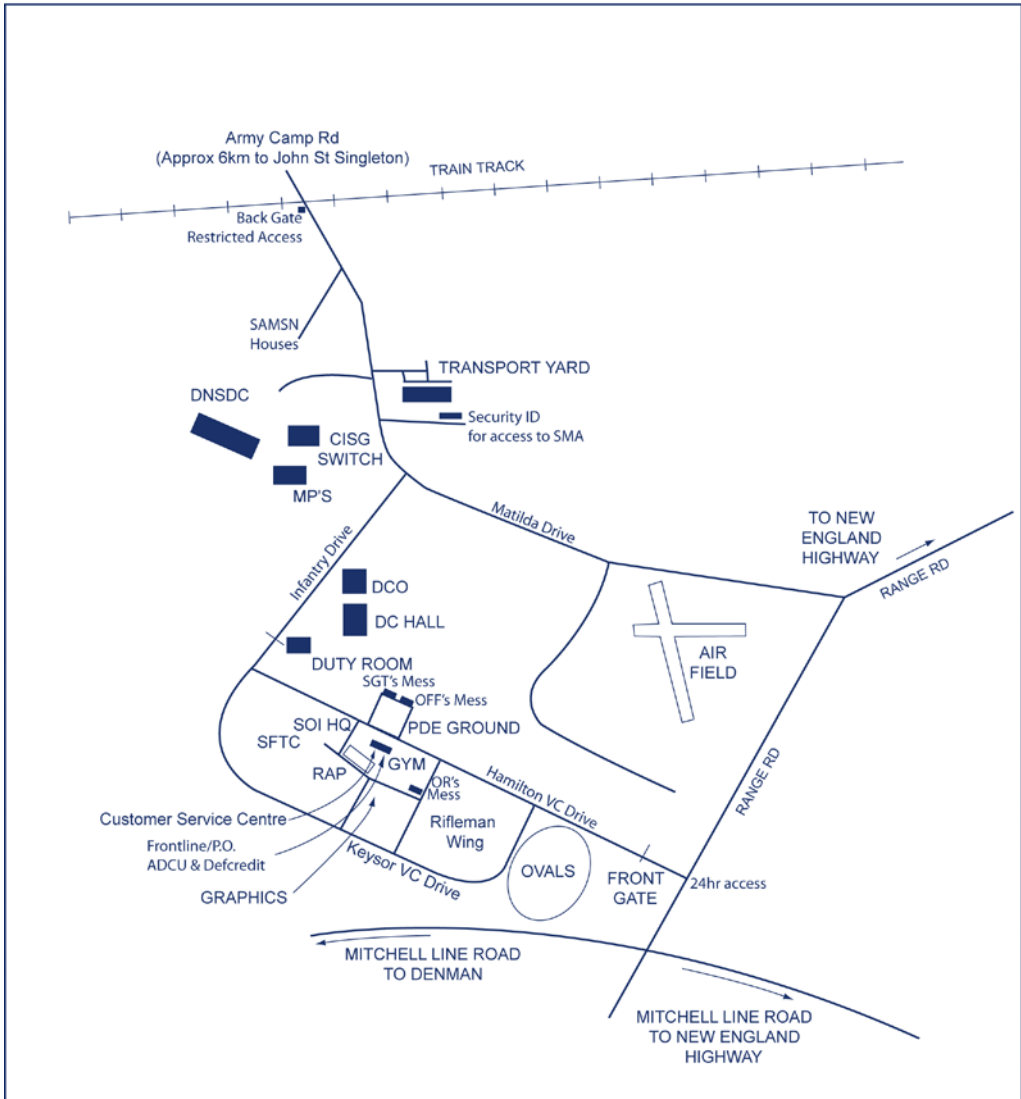 Army Camp Rd
(Approx 6km to John St Singleton)
TRAIN TRACK
Back Gate
Restricted Access
SAMSN
Houses
TRANSPORT YARD
DNSDC
Security ID
for access to SMA
CISG
SWITCH
MP'S
Matilda Drive
TO NEW
ENGLAND
HIGHWAY
RANGE RD
Infantry Drive
DCO
DC HALL
AIR
FIELD
DUTY ROOM
SGT's Mess
OFF's Mess
SOI HQ
PDE GROUND
SFTC
RAP
GYM
OR's
Mess
Hamilton VC Drive
RANGE RD
Customer Service Centre
Rifleman
Wing
Frontline/P.O.
ADCU & Defcredit
Keysor VC Drive
GRAPHICS
OVALS
FRONT
GATE
24hr access
MITCHELL LINE ROAD
TO DENMAN
MITCHELL LINE ROAD
TO NEW ENGLAND
HIGHWAY